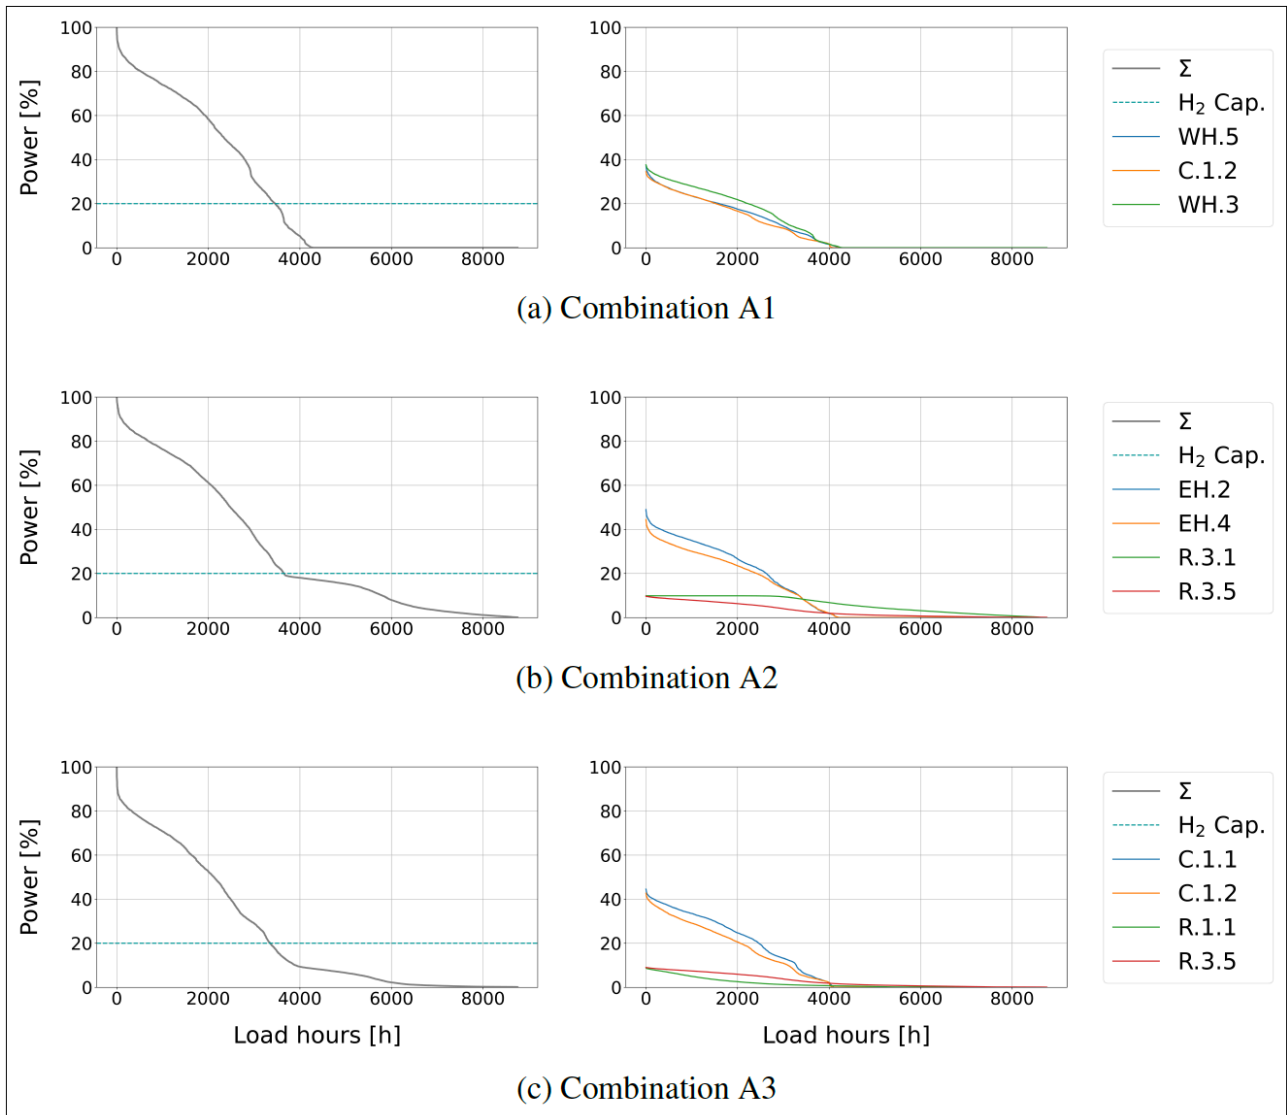 100
80
60
40
20
0
Power [%]
0 2000 4000 6000 8000
100
80
60
40
20
0
0 2000 4000 6000 8000
Σ
H₂ Cap.
WH.5
C.1.2
WH.3
(a) Combination A1
100
80
60
40
20
0
Power [%]
0 2000 4000 6000 8000
100
80
60
40
20
0
0 2000 4000 6000 8000
Σ
H₂ Cap.
EH.2
EH.4
R.3.1
R.3.5
(b) Combination A2
100
80
60
40
20
0
Power [%]
0 2000 4000 6000 8000
Load hours [h]
100
80
60
40
20
0
0 2000 4000 6000 8000
Load hours [h]
Σ
H₂ Cap.
C.1.1
C.1.2
R.1.1
R.3.5
(c) Combination A3